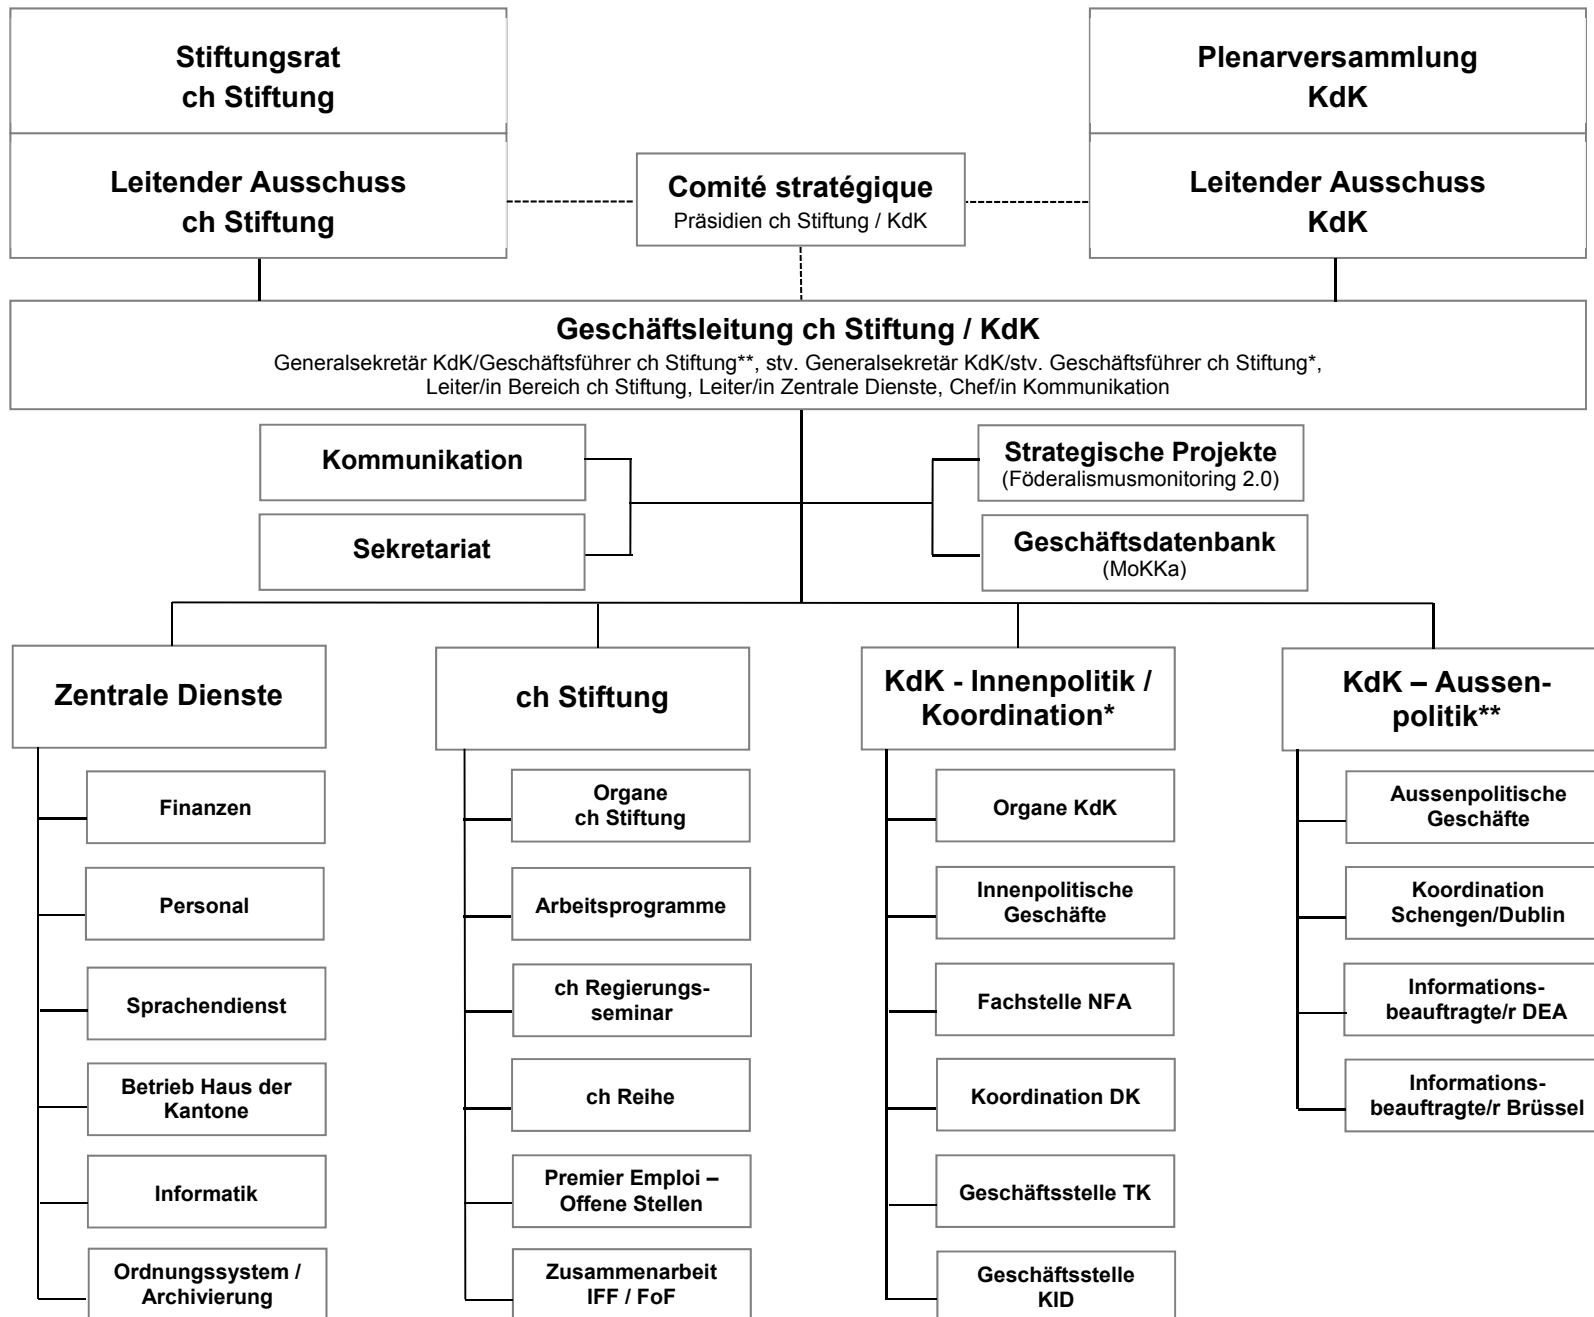 Stiftungsrat
ch Stiftung
Plenarversammlung
KdK
Leitender Ausschuss
ch Stiftung
Comité stratégique
Präsidien ch Stiftung / KdK
Leitender Ausschuss
KdK
Geschäftsleitung ch Stiftung / KdK
Generalsekretär KdK/Geschäftsführer ch Stiftung**, stv. Generalsekretär KdK/stv. Geschäftsführer ch Stiftung*,
Leiter/in Bereich ch Stiftung, Leiter/in Zentrale Dienste, Chef/in Kommunikation
Kommunikation
Strategische Projekte
(Föderalismusmonitoring 2.0)
Sekretariat
Geschäftsdatenbank
(MoKKa)
Zentrale Dienste
Finanzen
Personal
Sprachendienst
Betrieb Haus der
Kantone
Informatik
Ordnungssystem /
Archivierung
ch Stiftung
Organe
ch Stiftung
Arbeitsprogramme
ch Regierungs-
seminar
ch Reihe
Premier Emploi –
Offene Stellen
Zusammenarbeit
IFF / FoF
KdK - Innenpolitik /
Koordination*
Organe KdK
Innenpolitische
Geschäfte
Fachstelle NFA
Koordination DK
Geschäftsstelle TK
Geschäftsstelle
KID
KdK – Aussen-
politik**
Aussenpolitische
Geschäfte
Koordination
Schengen/Dublin
Informations-
beauftragte/r DEA
Informations-
beauftragte/r Brüssel